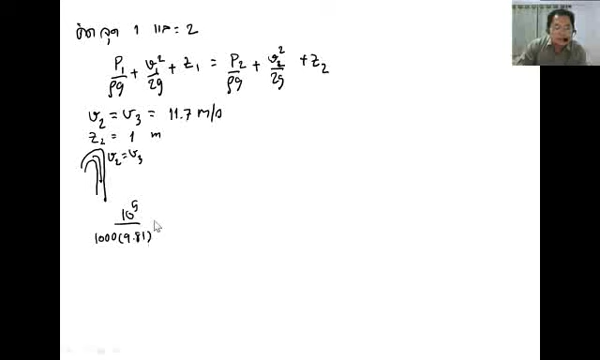 คิดจุด 1 และ 2
P₁/ρg + v₁²/2g + z₁ = P₂/ρg + v₂²/2g + z₂
v₂ = v₃ = 11.7 m/s
z₂ = 1 m
v₂ = v₃
10⁵/1000(9.81)